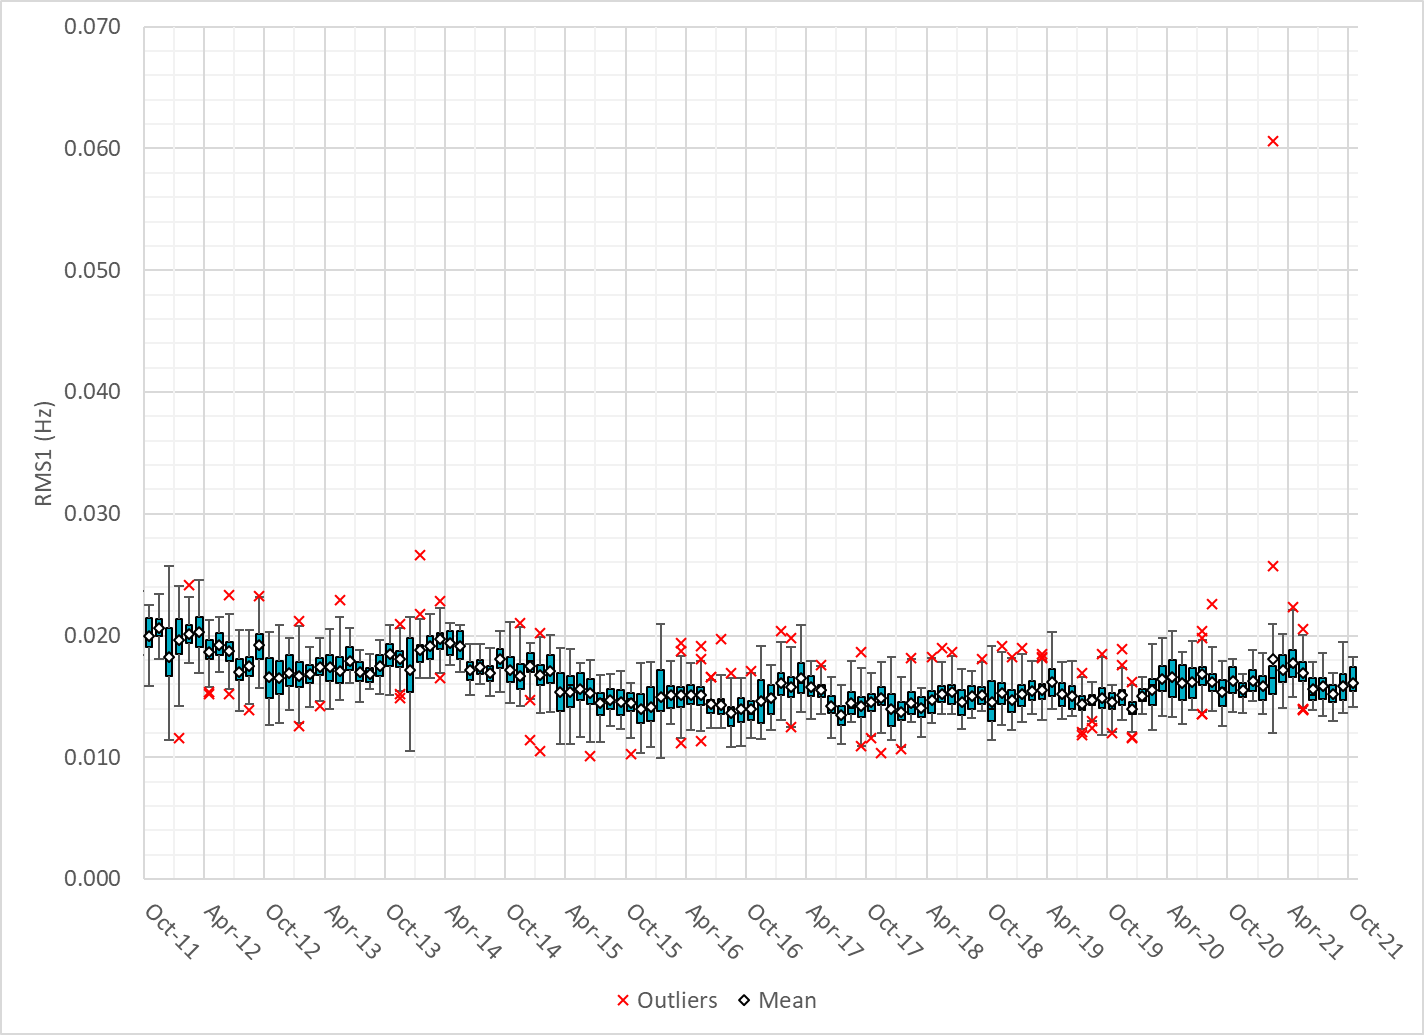 0.070
0.060
0.050
0.040
0.030
0.020
0.010
0.000
RMS1 (Hz)
Oct-11
Apr-12
Oct-12
Apr-13
Oct-13
Apr-14
Oct-14
Apr-15
Oct-15
Apr-16
Oct-16
Apr-17
Oct-17
Apr-18
Oct-18
Apr-19
Oct-19
Apr-20
Oct-20
Apr-21
Oct-21
Outliers
Mean